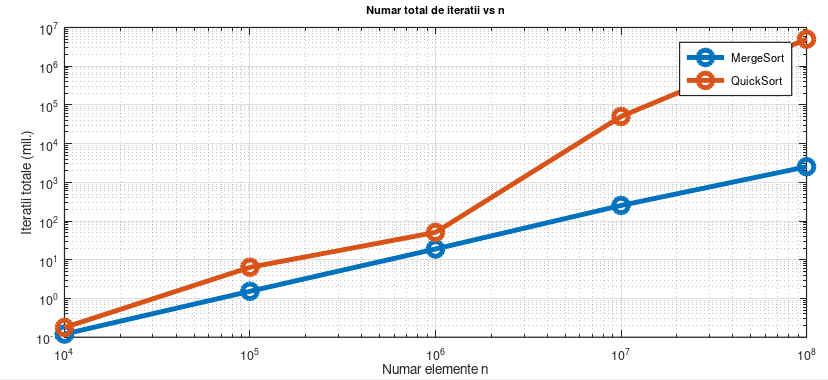 Numar total de iteratii vs n
10^7
10^6
10^5
10^4
10^3
10^2
10^1
10^0
10^-1
Iteratii totale (mil.)
MergeSort
QuickSort
10^4 10^5 10^6 10^7 10^8
Numar elemente n